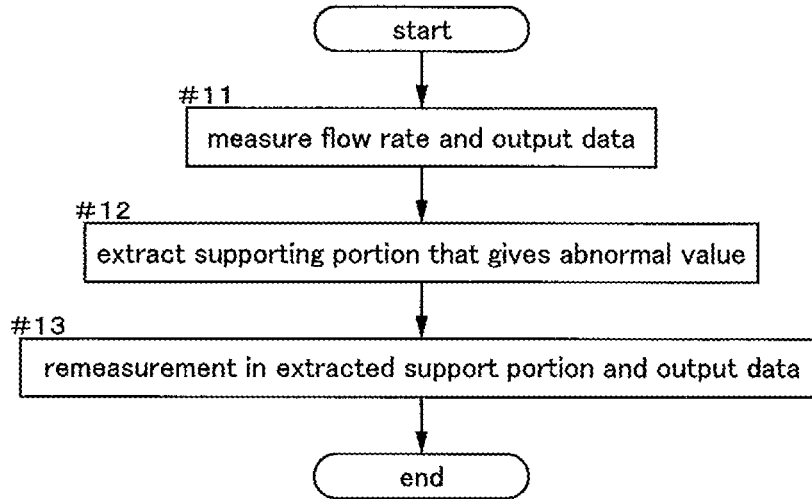 start
#11
measure flow rate and output data
#12
extract supporting portion that gives abnormal value
#13
remeasurement in extracted support portion and output data
end